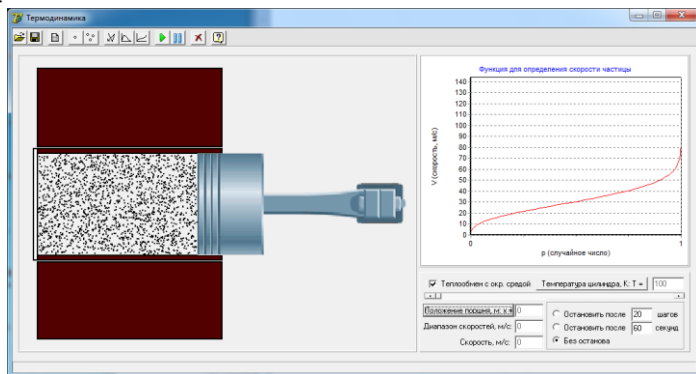 Термодинамика
Функция для определения скорости частицы
140
130
120
110
100
90
80
70
60
50
40
30
20
10
0
V (скорость, м/с)
0 1
p (случайное число)
Теплообмен с окр. средой Температура цилиндра, К: T = 100
Положение поршня, м: x = 0
Диапазон скоростей, м/с: 0
Скорость, м/с: 0
Остановить после 20 шагов
Остановить после 60 секунд
Без останова